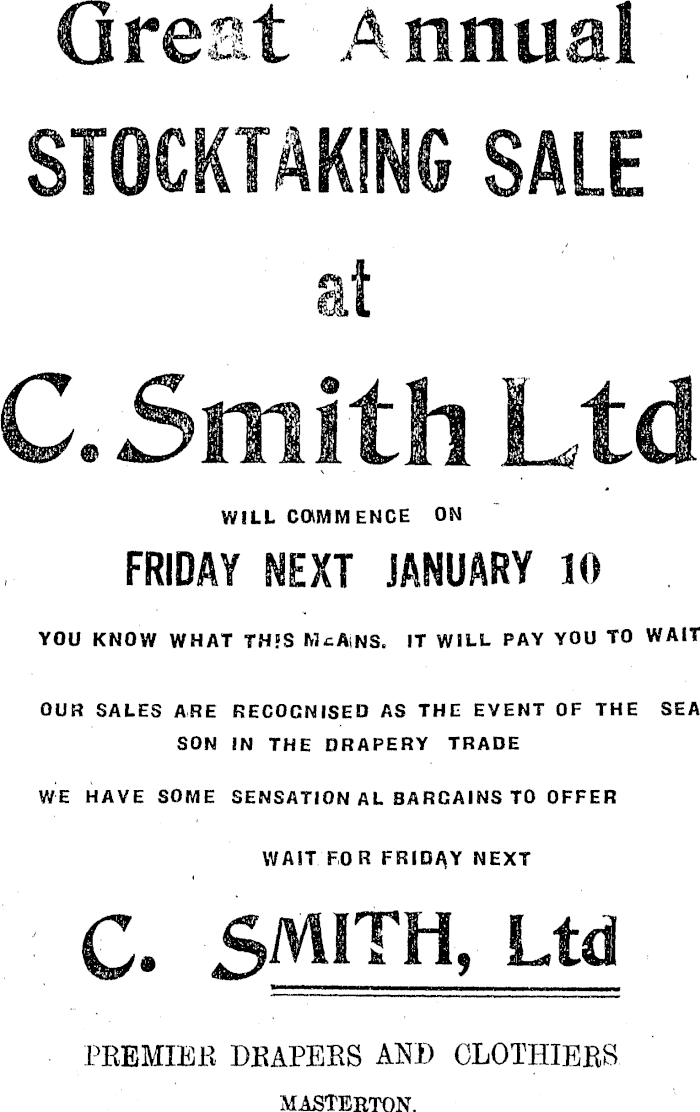 Great Annual
STOCKTAKING SALE
at
C. Smith Ltd
WILL COMMENCE ON
FRIDAY NEXT JANUARY 10
YOU KNOW WHAT THIS MEANS. IT WILL PAY YOU TO WAIT
OUR SALES ARE RECOGNISED AS THE EVENT OF THE SEA
SON IN THE DRAPERY TRADE
WE HAVE SOME SENSATION AL BARGAINS TO OFFER
WAIT FOR FRIDAY NEXT
C. SMITH, Ltd
PREMIER DRAPERS AND CLOTHIERS
MASTERTON.